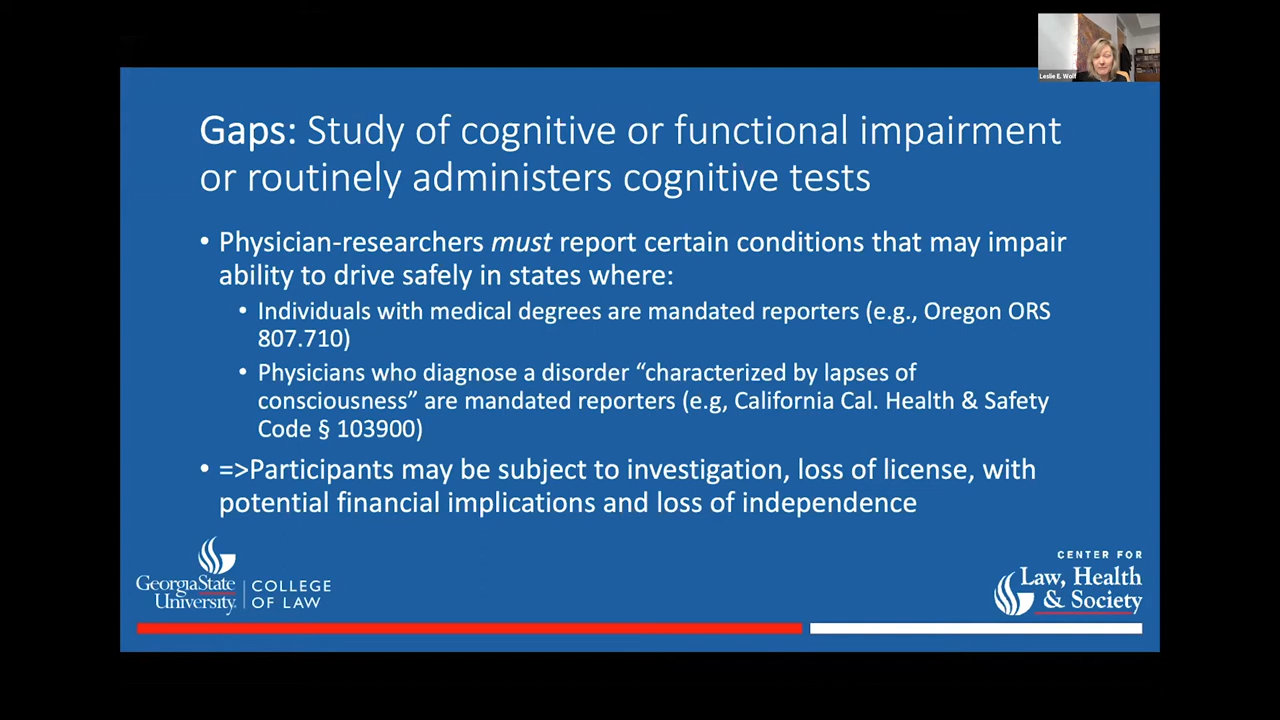 Leslie E. Wolf
Gaps: Study of cognitive or functional impairment
or routinely administers cognitive tests
• Physician-researchers must report certain conditions that may impair
ability to drive safely in states where:
• Individuals with medical degrees are mandated reporters (e.g., Oregon ORS
807.710)
• Physicians who diagnose a disorder “characterized by lapses of
consciousness” are mandated reporters (e.g, California Cal. Health & Safety
Code § 103900)
• =>Participants may be subject to investigation, loss of license, with
potential financial implications and loss of independence
GeorgiaState
University
COLLEGE
OF LAW
CENTER FOR
Law, Health
& Society